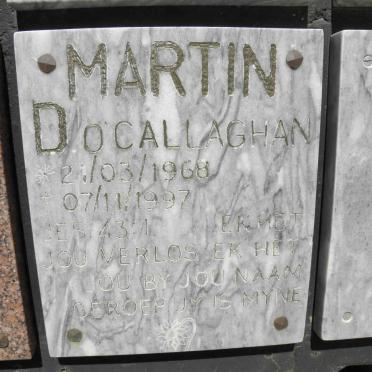 MARTIN
D O'CALLAGHAN
* 21/03/1968
† 07/11/1997
JES 43:1 EK HET
JOU VERLOS EK HET
JOU BY JOU NAAM
GEROEP JY IS MYNE